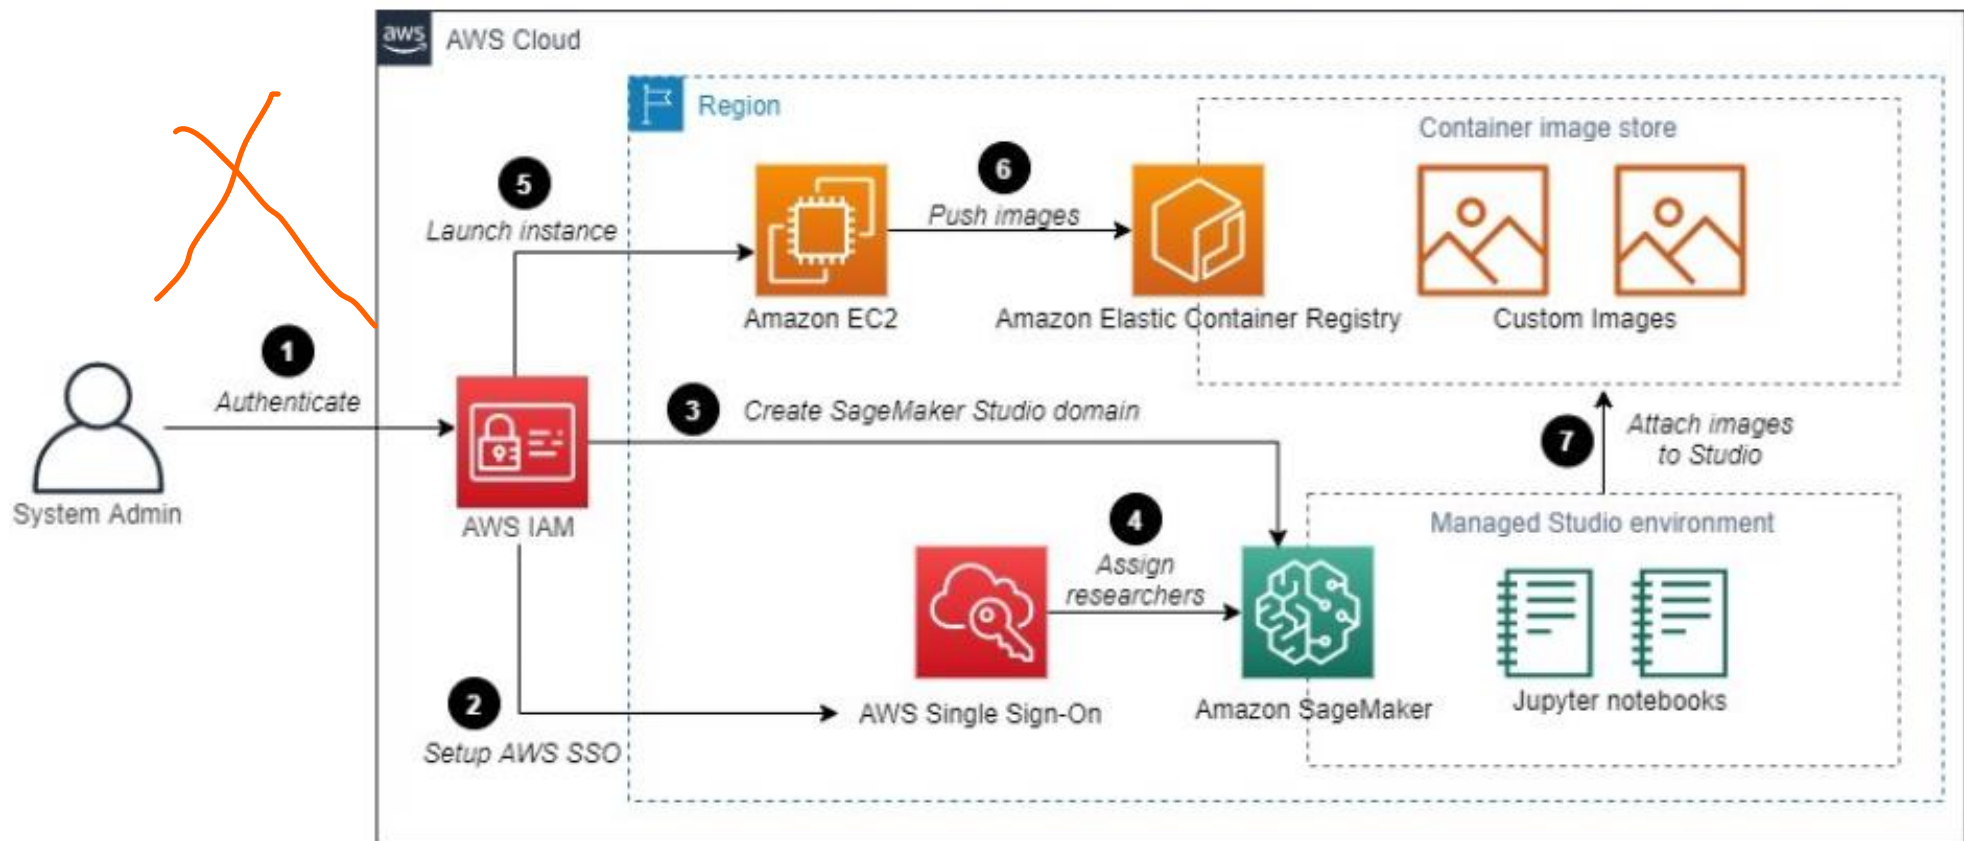 aws
AWS Cloud
Region
Container image store
5
Launch instance
6
Push images
Amazon EC2
Amazon Elastic Container Registry
Custom Images
1
Authenticate
System Admin
AWS IAM
3
Create SageMaker Studio domain
7
Attach images
to Studio
4
Assign
researchers
Managed Studio environment
2
Setup AWS SSO
AWS Single Sign-On
Amazon SageMaker
Jupyter notebooks